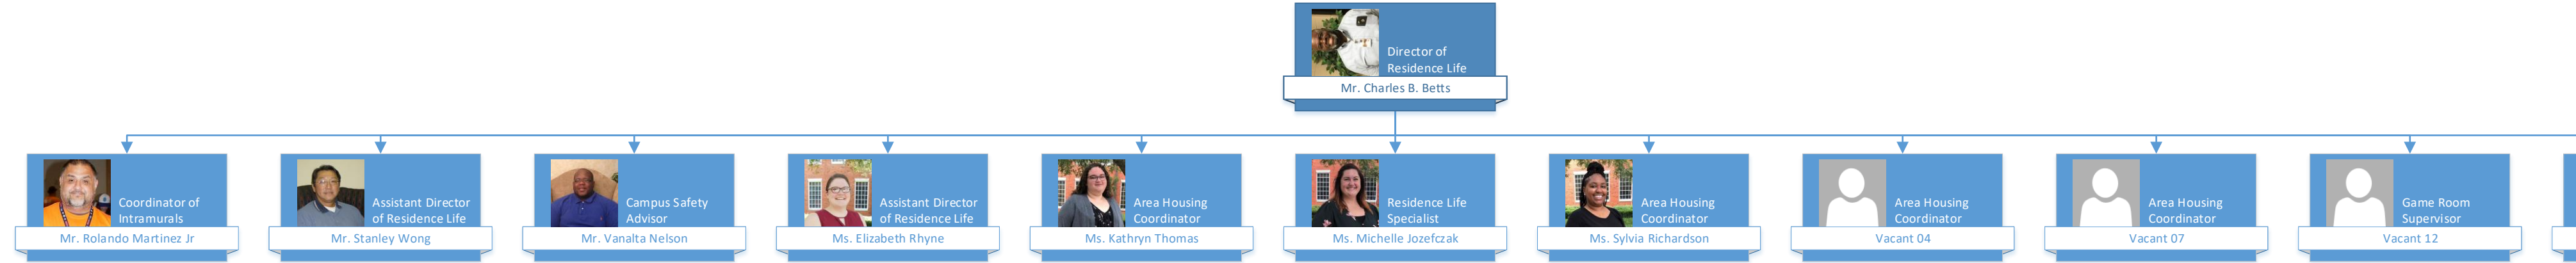 Director of
Residence Life
Mr. Charles B. Betts
Coordinator of
Intramurals
Mr. Rolando Martinez Jr
Assistant Director
of Residence Life
Mr. Stanley Wong
Campus Safety
Advisor
Mr. Vanalta Nelson
Assistant Director
of Residence Life
Ms. Elizabeth Rhyne
Area Housing
Coordinator
Ms. Kathryn Thomas
Residence Life
Specialist
Ms. Michelle Jozefczak
Area Housing
Coordinator
Ms. Sylvia Richardson
Area Housing
Coordinator
Vacant 04
Area Housing
Coordinator
Vacant 07
Game Room
Supervisor
Vacant 12